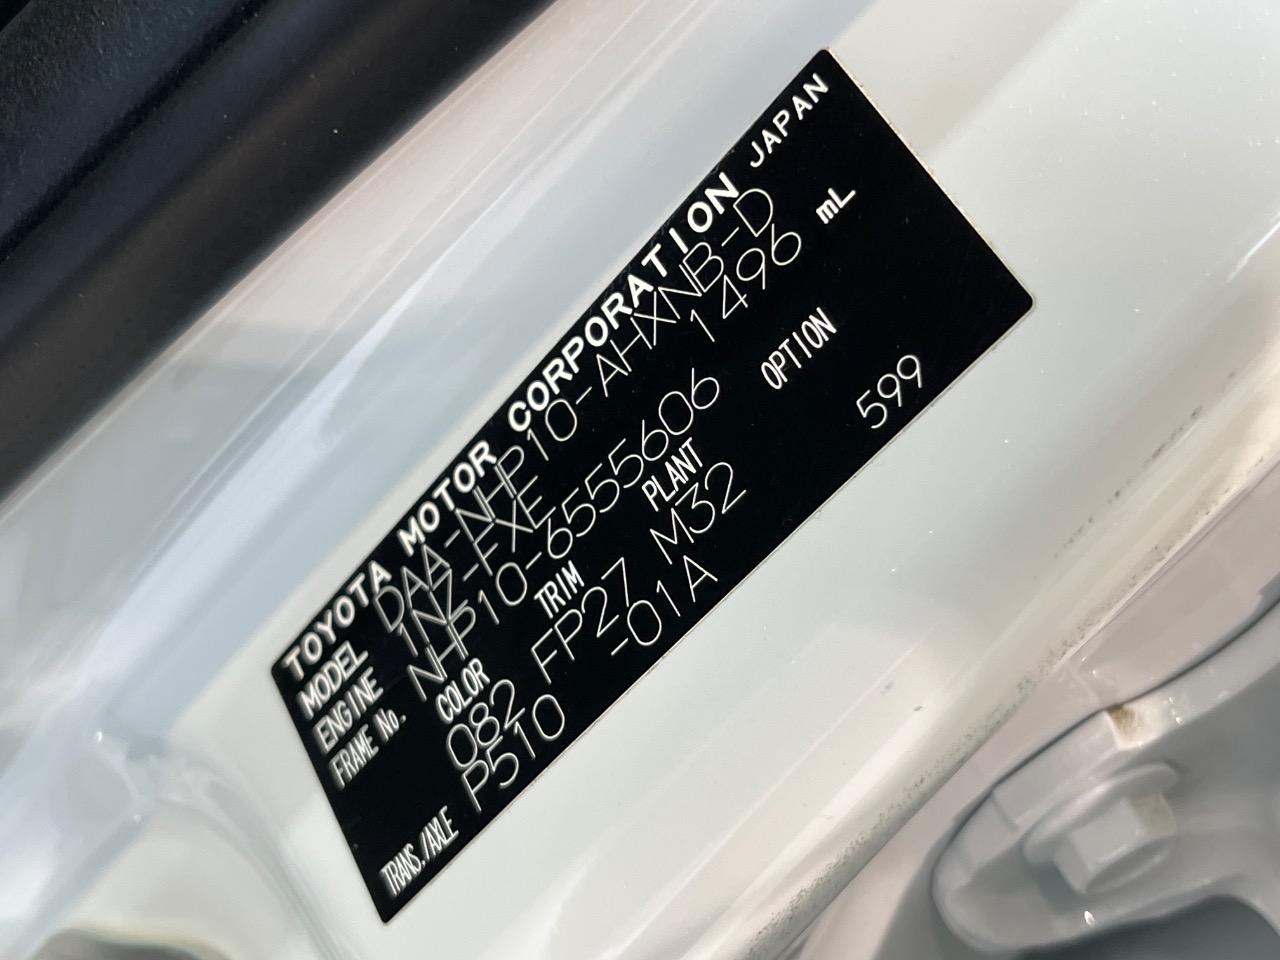 TOYOTA MOTOR CORPORATION JAPAN
MODEL DAA-NHP10-AHXNB-D
ENGINE 1NZ-FXE 1496 mL
FRAME No. NHP10-6555606
COLOR TRIM PLANT OPTION
082 FP27 M32 599
TRANS./AXLE P510 -01A